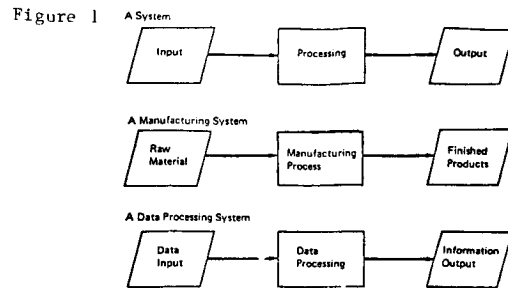 Figure 1
A System
Input
Processing
Output
A Manufacturing System
Raw
Material
Manufacturing
Process
Finished
Products
A Data Processing System
Data
Input
Data
Processing
Information
Output